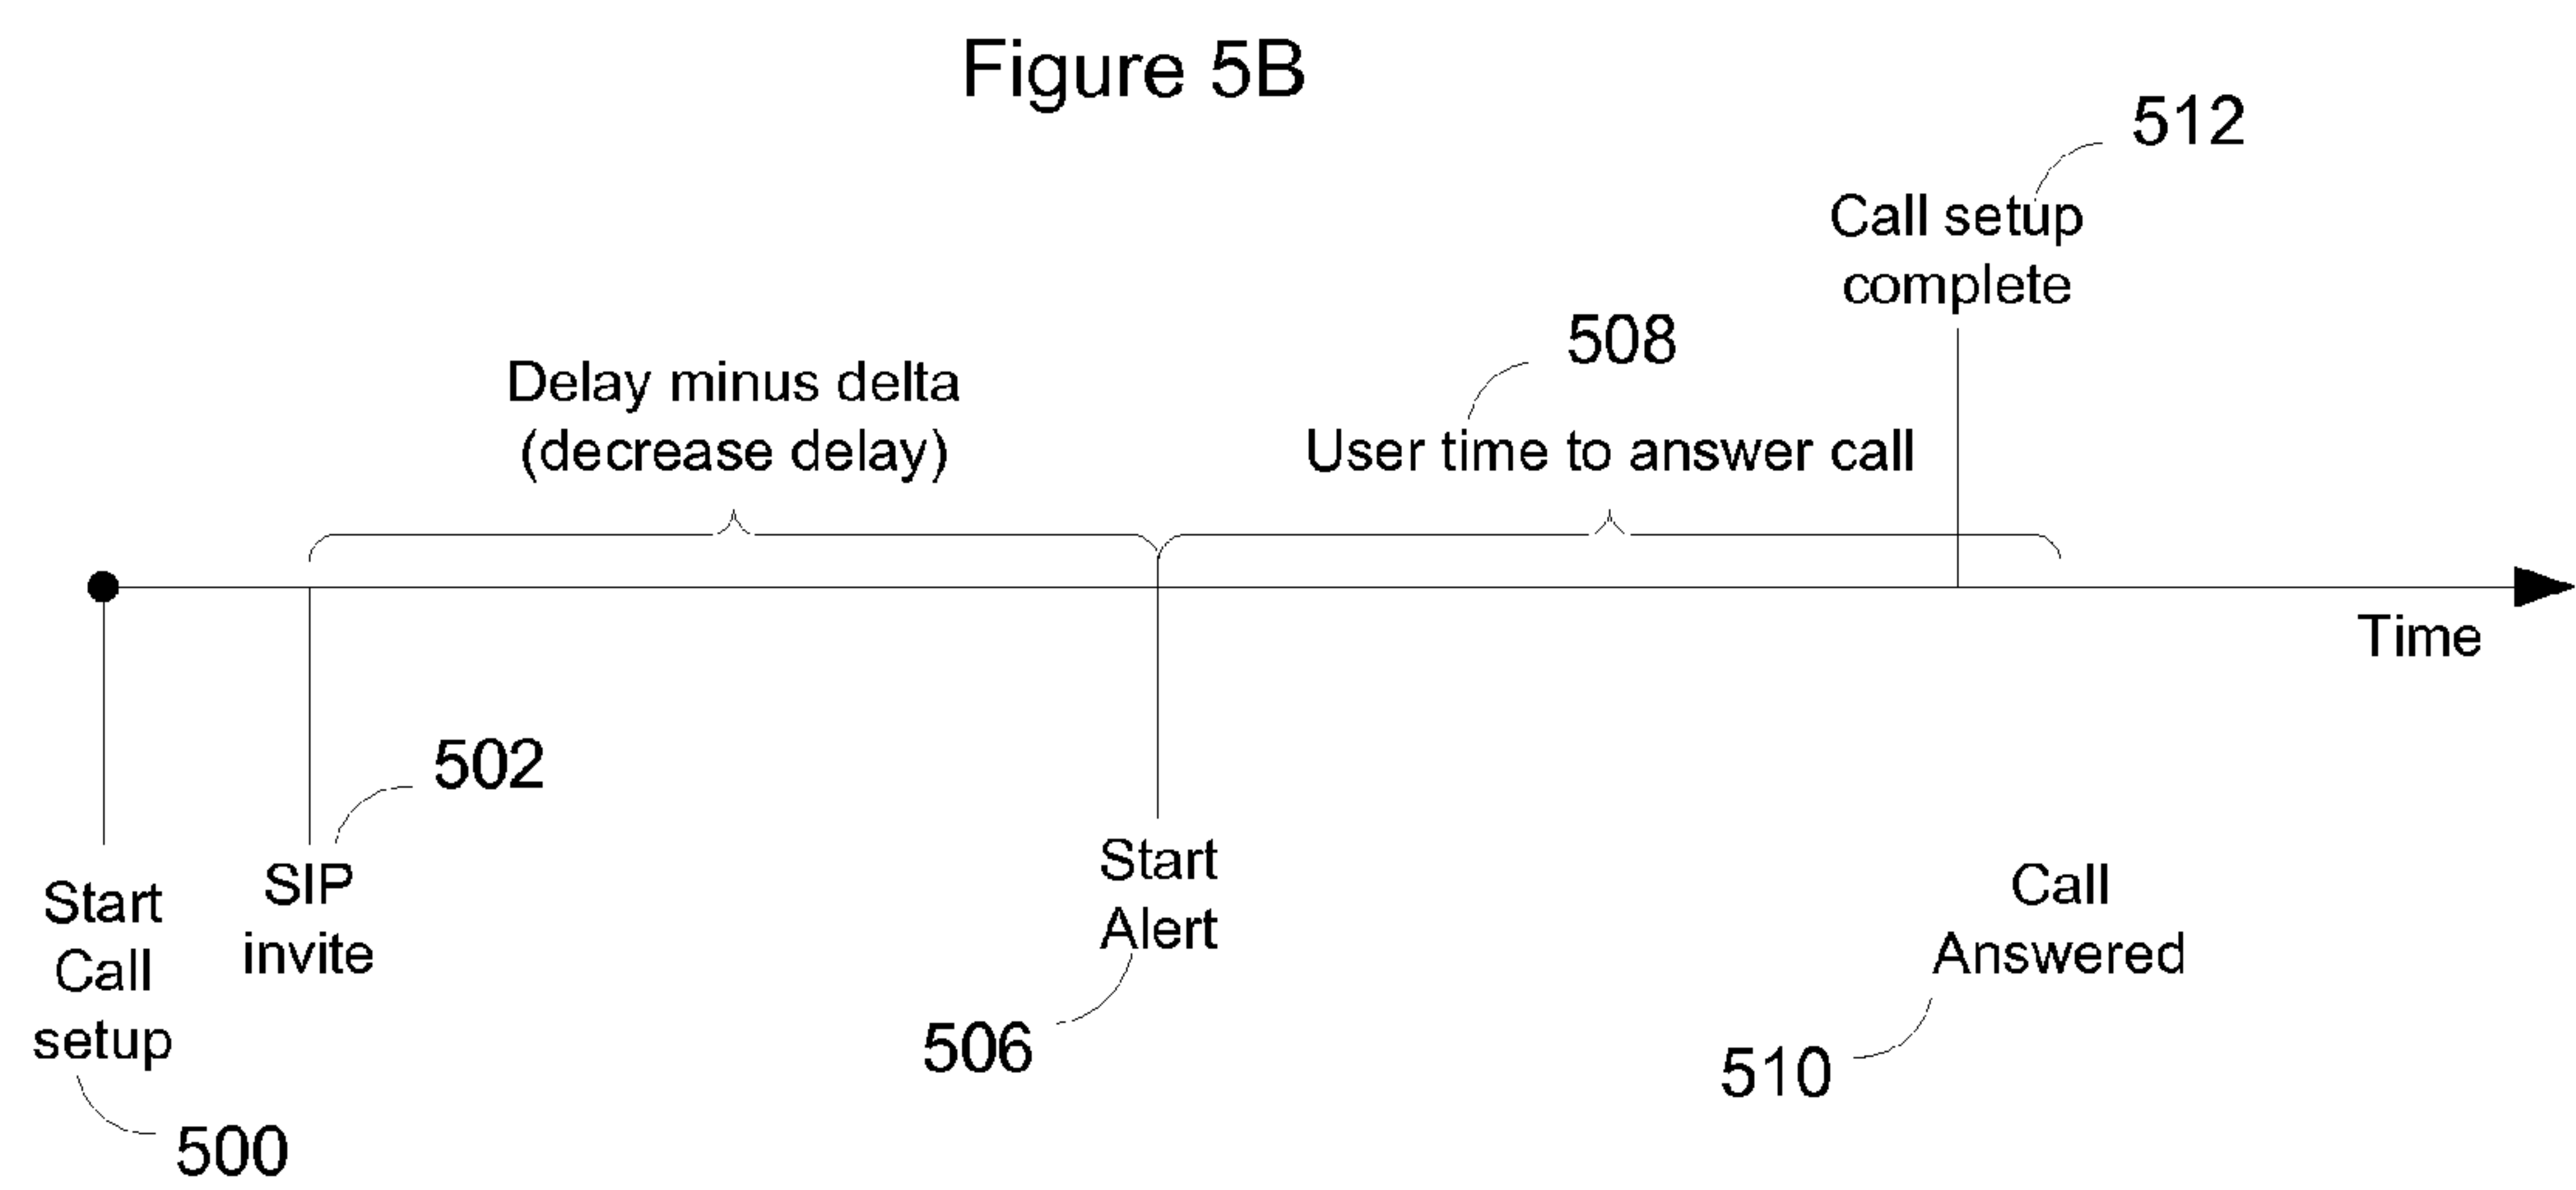 Figure 5B
512
Call setup
complete
508
Delay minus delta
(decrease delay)
User time to answer call
Time
502
SIP
invite
Start
Call
setup
500
Start
Alert
506
Call
Answered
510